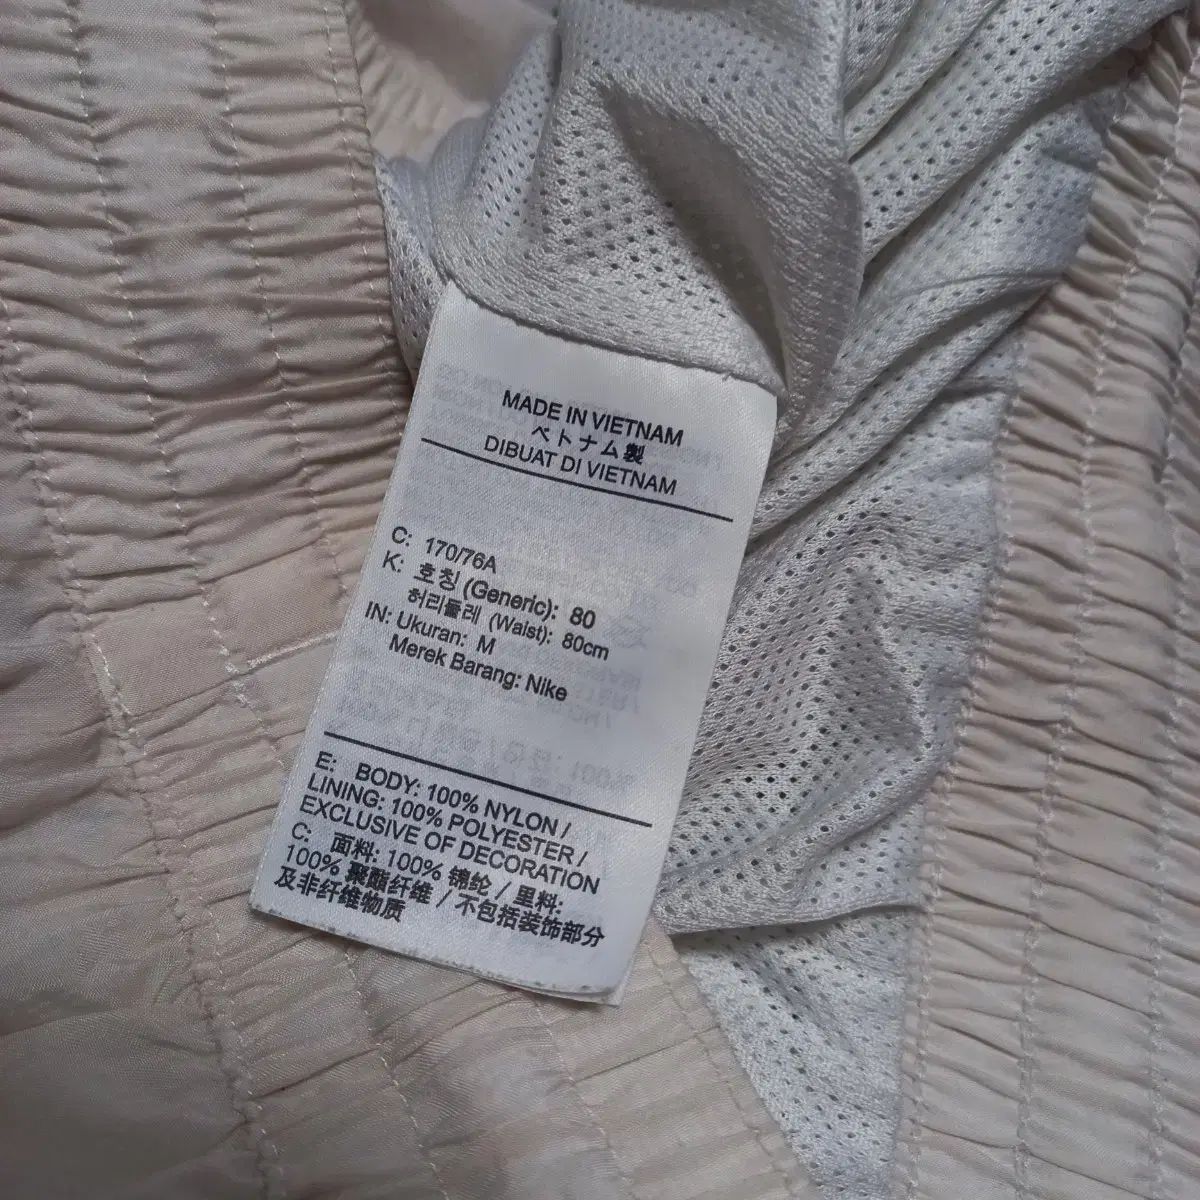 MADE IN VIETNAM
ベトナム製
DIBUAT DI VIETNAM
C: 170/76A
K: 호칭 (Generic): 80
허리둘레 (Waist): 80cm
IN: Ukuran: M
Merek Barang: Nike
E: BODY: 100% NYLON /
LINING: 100% POLYESTER /
EXCLUSIVE OF DECORATION
C: 面料: 100% 锦纶 / 里料:
100% 聚酯纤维 / 不包括装饰部分
及非纤维物质